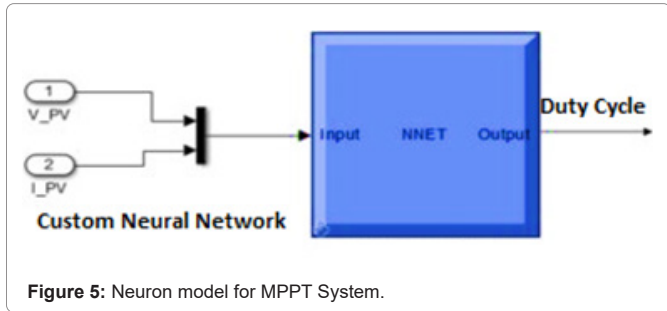 1
V_PV
2
I_PV
Custom Neural Network
Input NNET Output
Duty Cycle
Figure 5: Neuron model for MPPT System.